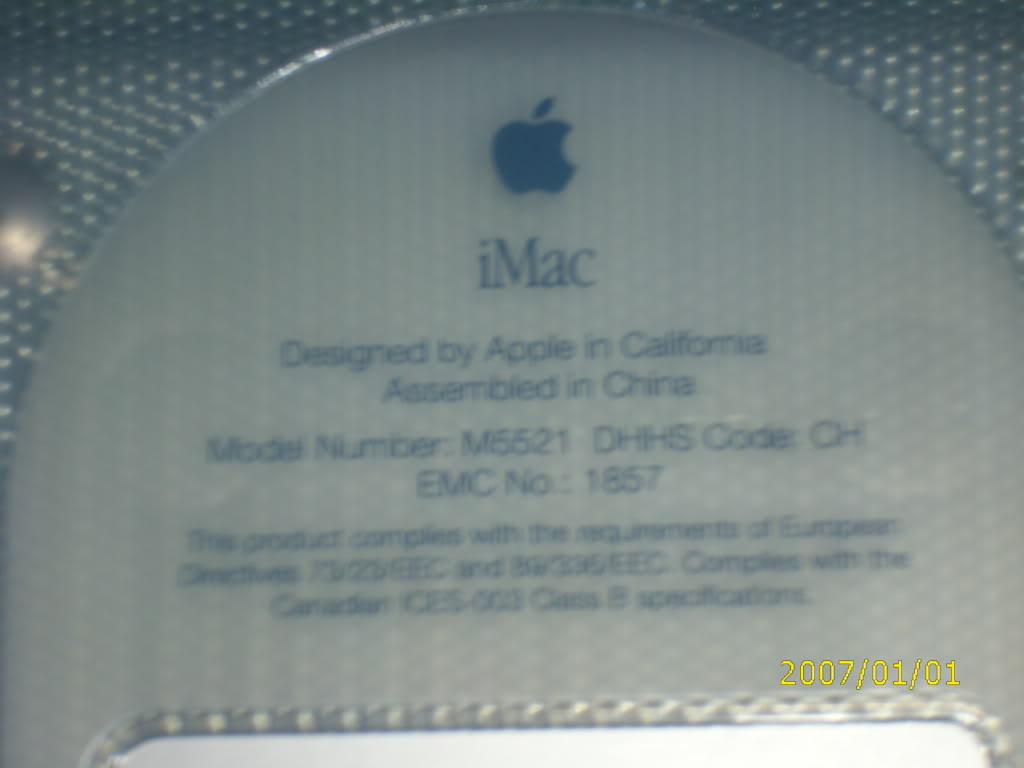 iMac
Designed by Apple in California
Assembled in China
Model Number: M5521 DHHS Code: CH
EMC No.: 1857
This product complies with the requirements of European
Directives 73/23/EEC and 89/336/EEC. Complies with the
Canadian ICES-003 Class B specifications.
2007/01/01